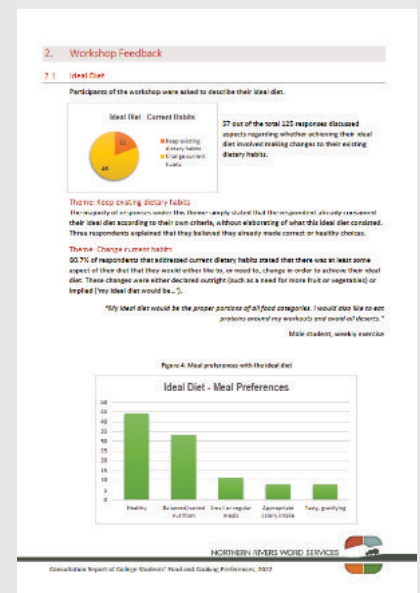 2. Workshop Feedback
2.1 Ideal Diet
Participants of the workshop were asked to describe their ideal diet.
Ideal Diet Current Habits
11
46
Keep existing
dietary habits
Change current
habits
57 out of the total 125 responses discussed
aspects regarding whether achieving their ideal
diet involved making changes to their existing
dietary habits.
Theme: Keep existing dietary habits
The majority of responses under this theme simply stated that the respondent already consumed
their ideal diet according to their own criteria, without elaborating of what this ideal diet consisted.
Three respondents explained that they believed they already made correct or healthy choices.
Theme: Change current habits
80.7% of respondents that addressed current dietary habits stated that there was at least some
aspect of their diet that they would either like to, or need to, change in order to achieve their ideal
diet. These changes were either declared outright (such as a need for more fruit or vegetables) or
implied ('my ideal diet would be...').
"My ideal diet would be the proper portions of all food categories. I would also like to eat
proteins around my workouts and avoid all deserts."
Male student, weekly exercise
Figure 4: Meal preferences with the ideal diet
Ideal Diet - Meal Preferences
50
45
40
35
30
25
20
15
10
5
0
Healthy
Balanced/varied
nutrition
Small or regular
meals
Appropriate
calory intake
Tasty, gratifying
NORTHERN RIVERS WORD SERVICES
Consultation Report of College Students' Food and Cooking Preferences, 2022